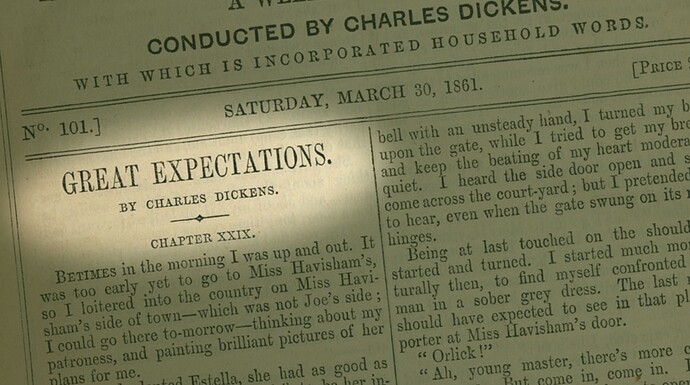 A
CONDUCTED BY CHARLES DICKENS.
WITH WHICH IS INCORPORATED HOUSEHOLD WORDS.
No. 101.]
SATURDAY, MARCH 30, 1861.
[PRICE
GREAT EXPECTATIONS.
BY CHARLES DICKENS.
CHAPTER XXIX.
BETIMES in the morning I was up and out. It
was too early yet to go to Miss Havisham's,
so I loitered into the country on Miss Havi-
sham's side of town—which was not Joe's side;
I could go there to-morrow—thinking about my
patroness, and painting brilliant pictures of her
plans for me.
Estella, she had as good as
her in-
bell with an unsteady hand, I turned my
upon the gate, while I tried to get my
and keep the beating of my heart
quiet. I heard the side door open and
come across the court-yard; but I pretended
to hear, even when the gate swung on its
hinges.
Being at last touched on the
started and turned. I started much
turally then, to find myself confronted
man in a sober grey dress. The last
should have expected to see in that
porter at Miss Havisham's door.
"Orlick!"
"Ah, young master, there's more
But come in, come in.